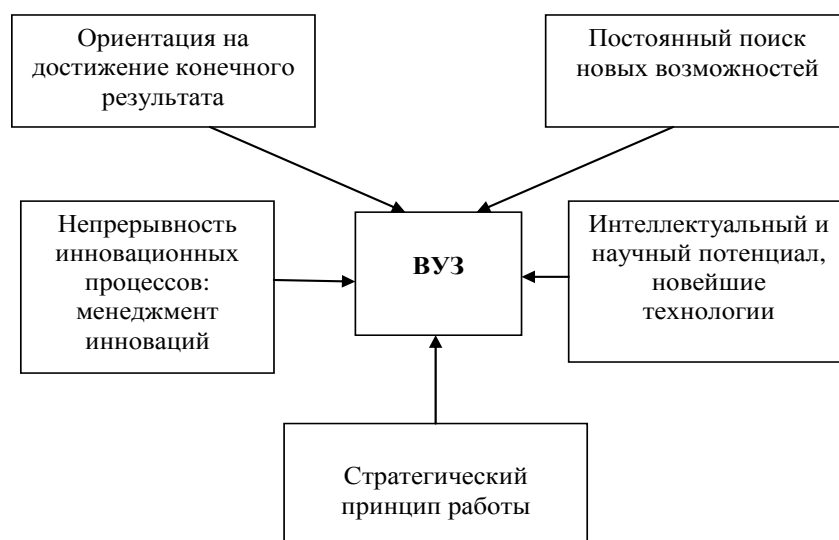 Ориентация на
достижение конечного
результата
Постоянный поиск
новых возможностей
Непрерывность
инновационных
процессов:
менеджмент
инноваций
ВУЗ
Интеллектуальный и
научный потенциал,
новейшие
технологии
Стратегический
принцип работы